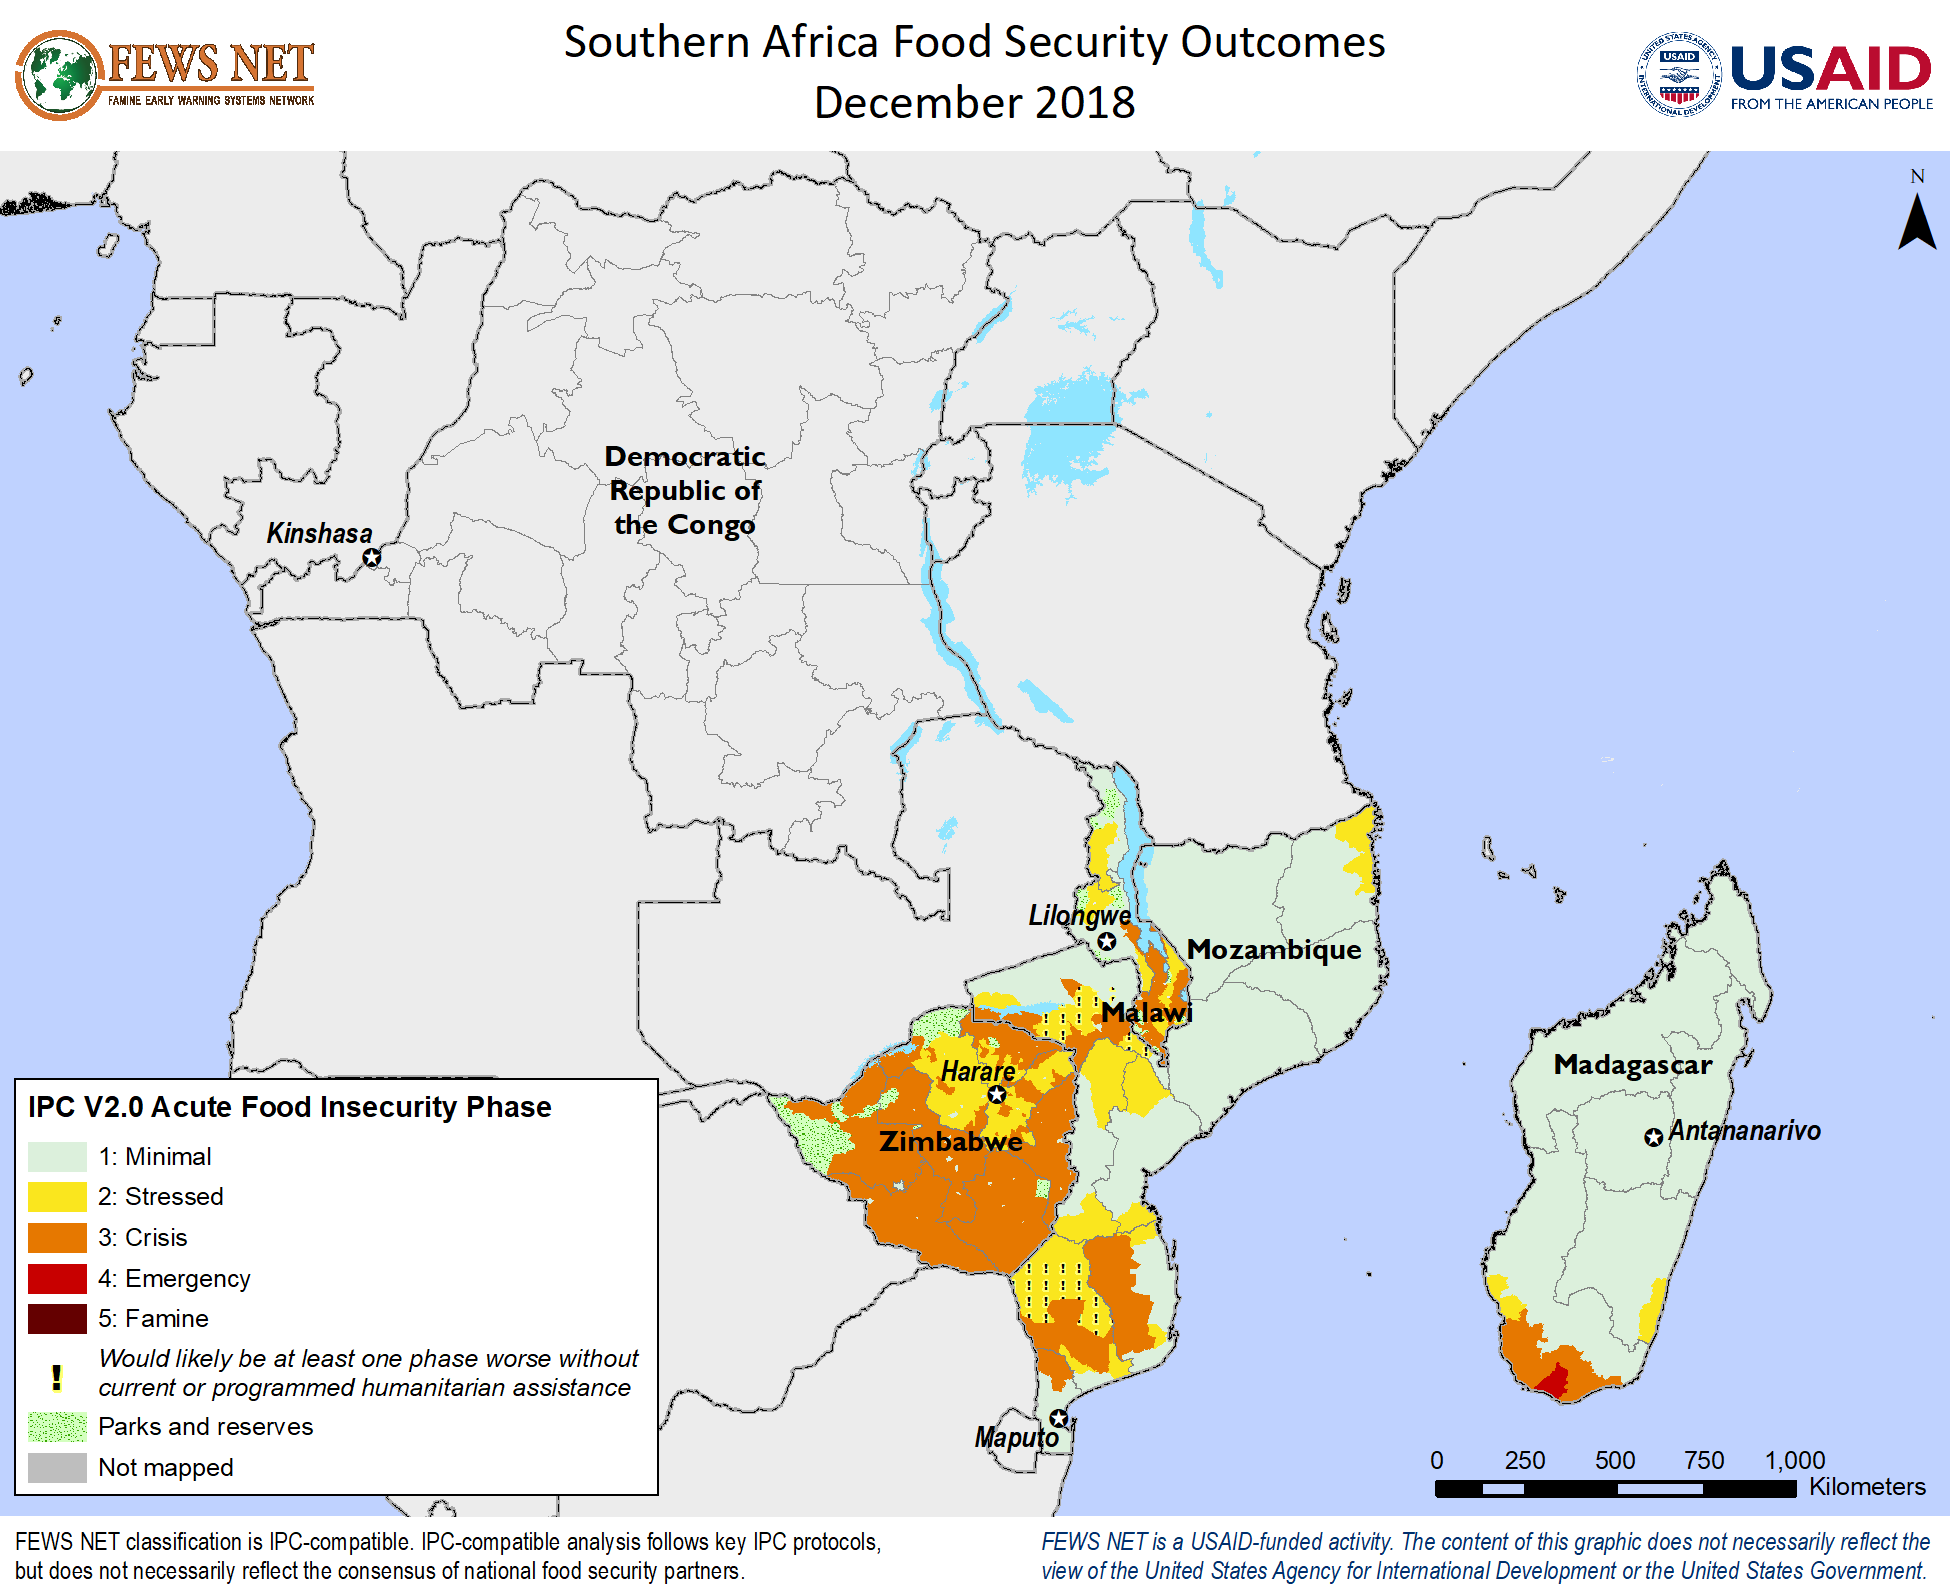 FEWS NET
FAMINE EARLY WARNING SYSTEMS NETWORK
Southern Africa Food Security Outcomes
December 2018
UNITED STATES AGENCY
USAID
INTERNATIONAL DEVELOPMENT
USAID
FROM THE AMERICAN PEOPLE
N
Democratic
Republic of
the Congo
Kinshasa
Lilongwe
Mozambique
Malawi
Harare
Zimbabwe
Madagascar
Antananarivo
Maputo
IPC V2.0 Acute Food Insecurity Phase
1: Minimal
2: Stressed
3: Crisis
4: Emergency
5: Famine
! Would likely be at least one phase worse without
current or programmed humanitarian assistance
Parks and reserves
Not mapped
0 250 500 750 1,000
Kilometers
FEWS NET classification is IPC-compatible. IPC-compatible analysis follows key IPC protocols,
but does not necessarily reflect the consensus of national food security partners.
FEWS NET is a USAID-funded activity. The content of this graphic does not necessarily reflect the
view of the United States Agency for International Development or the United States Government.